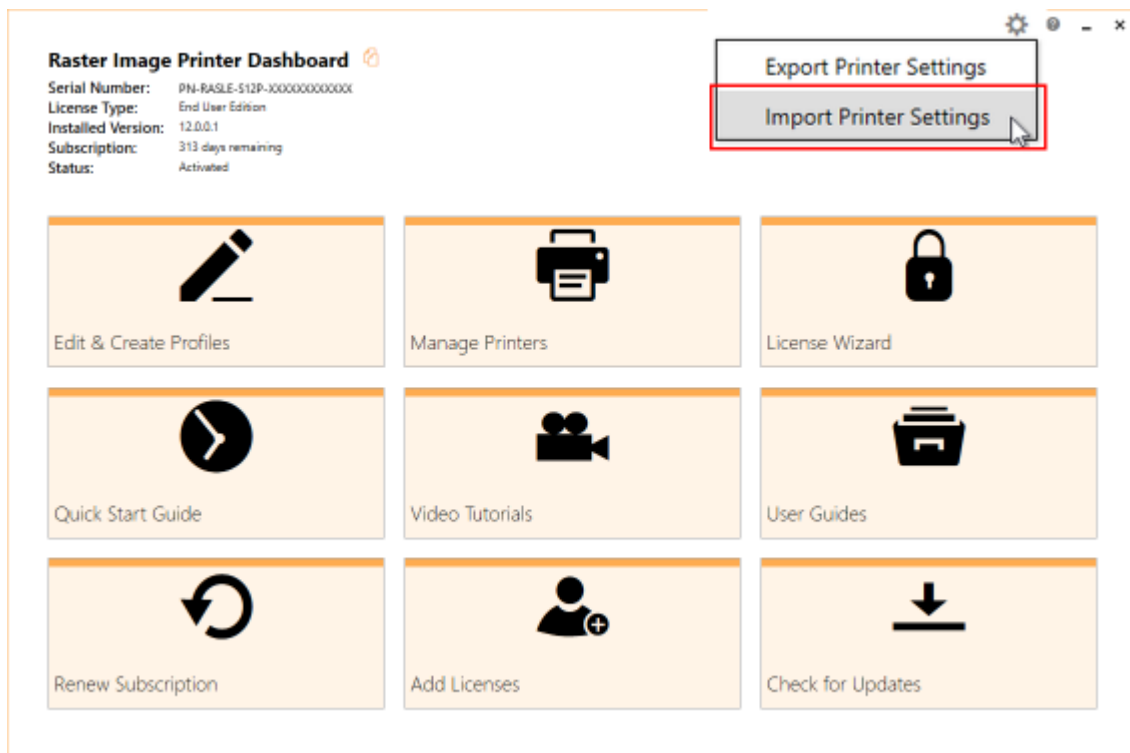 Raster Image Printer Dashboard
Serial Number: PN-RASLE-S12P-XXXXXXXXXXXX
License Type: End User Edition
Installed Version: 12.0.0.1
Subscription: 313 days remaining
Status: Activated
Export Printer Settings
Import Printer Settings
Edit & Create Profiles
Manage Printers
License Wizard
Quick Start Guide
Video Tutorials
User Guides
Renew Subscription
Add Licenses
Check for Updates